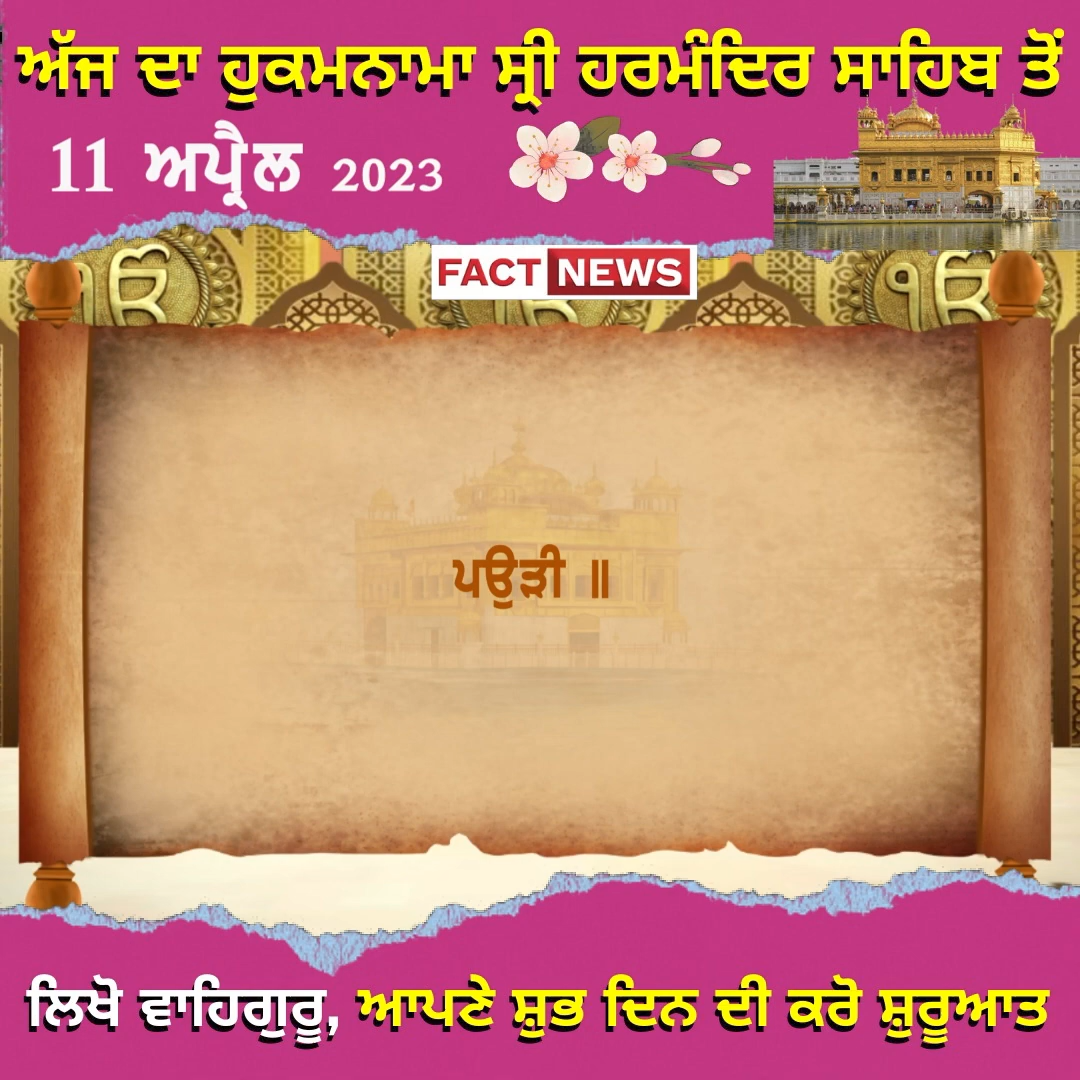 ਅੱਜ ਦਾ ਹੁਕਮਨਾਮਾ ਸ੍ਰੀ ਹਰਮੰਦਿਰ ਸਾਹਿਬ ਤੋਂ
11 ਅਪ੍ਰੈਲ 2023
FACT NEWS
ਪਉੜੀ ॥
ਲਿਖੋ ਵਾਹਿਗੁਰੂ, ਆਪਣੇ ਸ਼ੁਭ ਦਿਨ ਦੀ ਕਰੋ ਸ਼ੁਰੂਆਤ